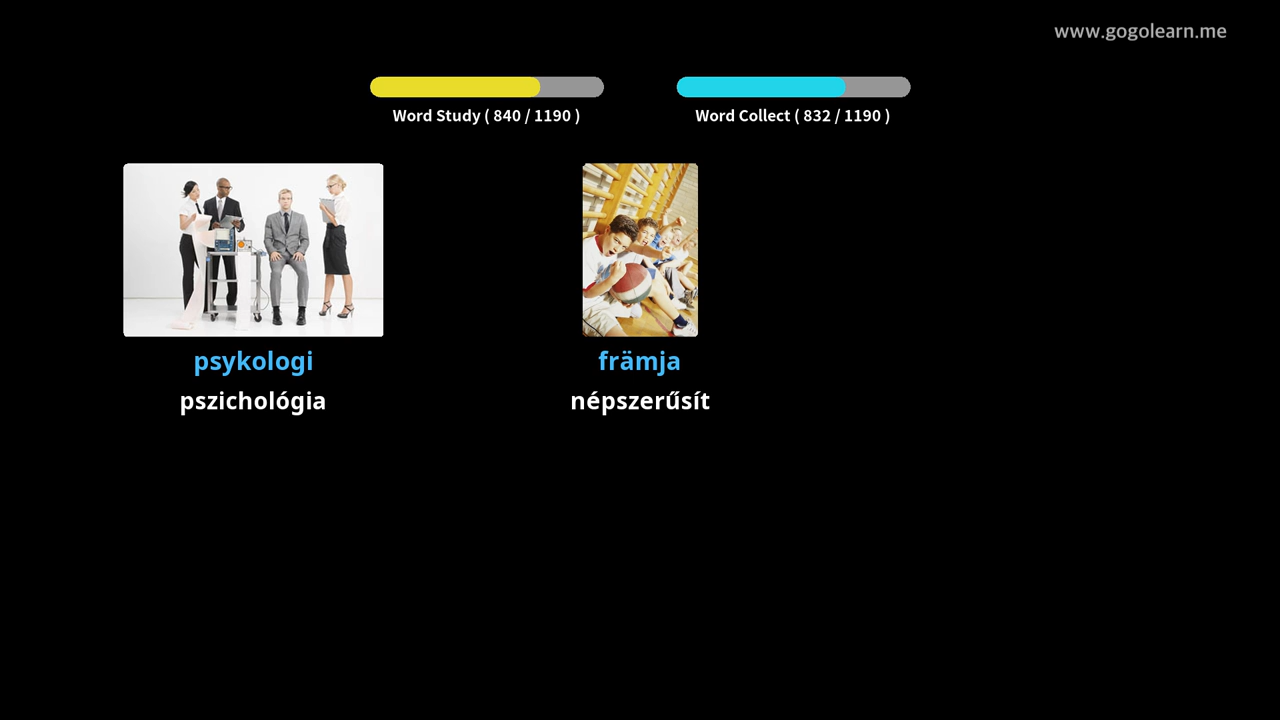 www.gogolearn.me
Word Study ( 840 / 1190 )
Word Collect ( 832 / 1190 )
psykologi
främja
pszichológia
népszerűsít